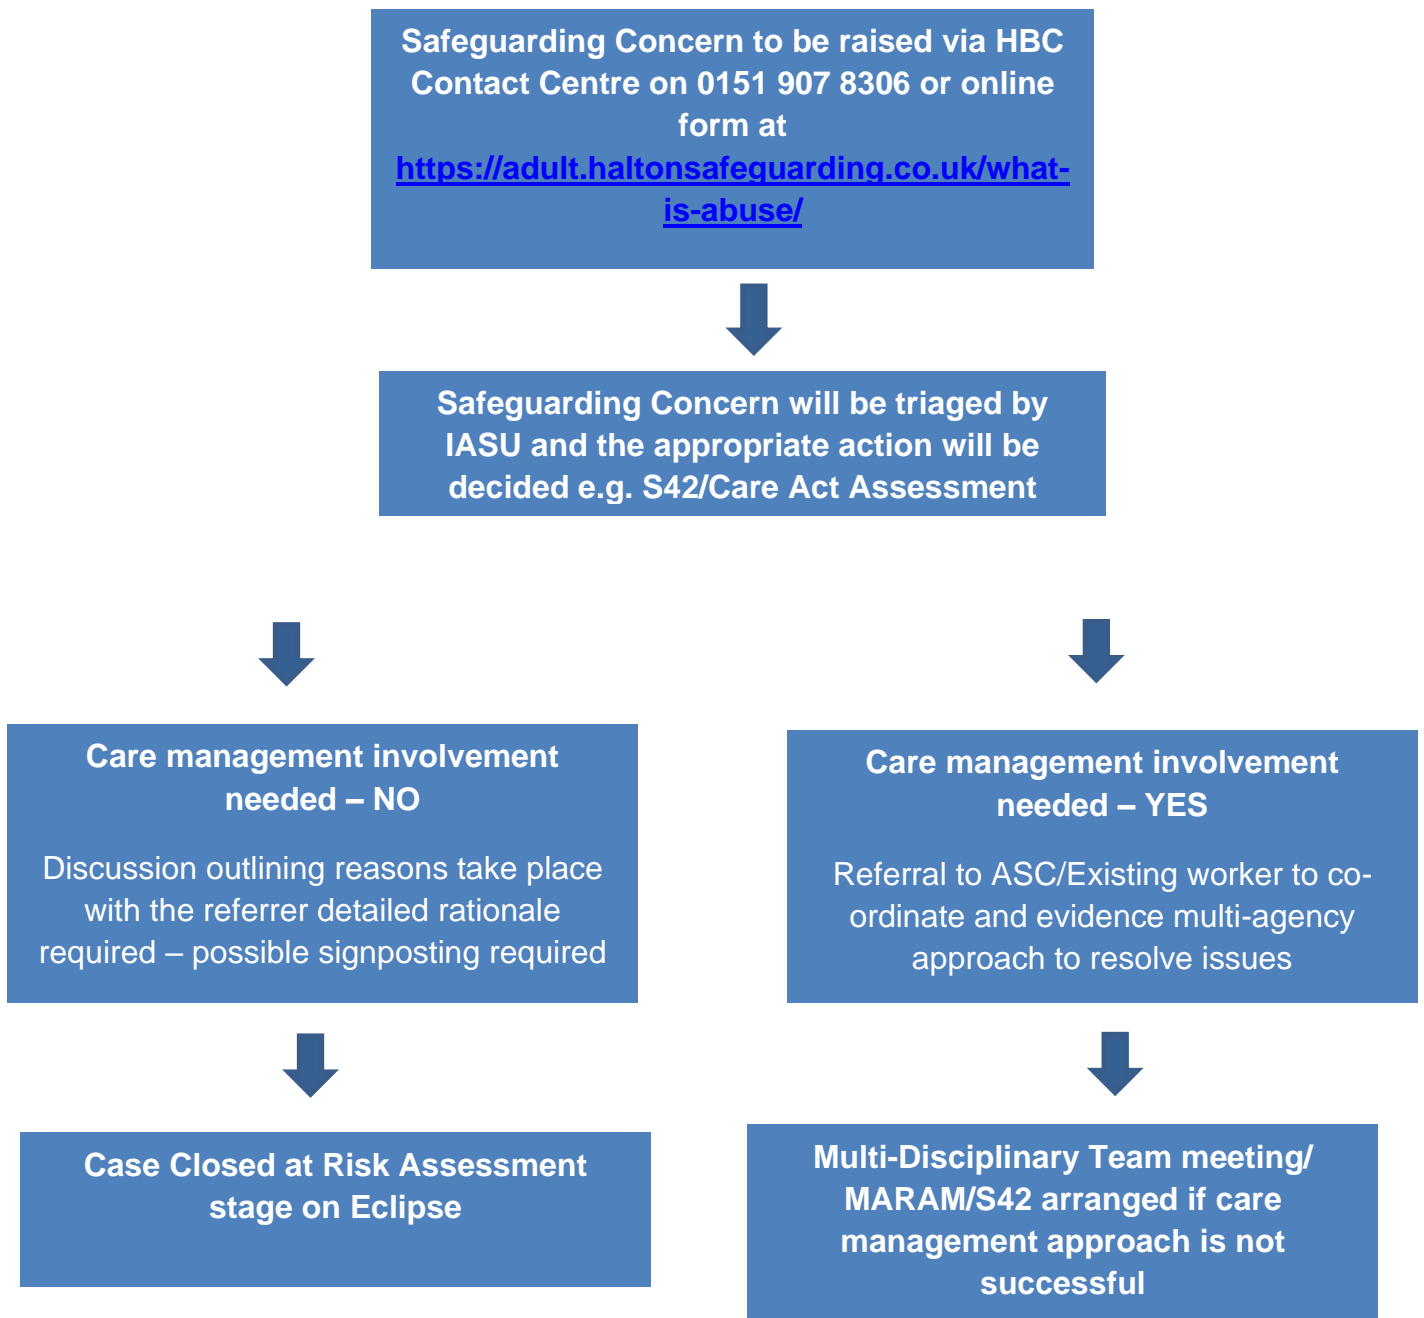 Safeguarding Concern to be raised via HBC
Contact Centre on 0151 907 8306 or online
form at
https://adult.haltonsafeguarding.co.uk/what-
is-abuse/
Safeguarding Concern will be triaged by
IASU and the appropriate action will be
decided e.g. S42/Care Act Assessment
Care management involvement
needed – NO
Discussion outlining reasons take place
with the referrer detailed rationale
required – possible signposting required
Care management involvement
needed – YES
Referral to ASC/Existing worker to co-
ordinate and evidence multi-agency
approach to resolve issues
Case Closed at Risk Assessment
stage on Eclipse
Multi-Disciplinary Team meeting/
MARAM/S42 arranged if care
management approach is not
successful